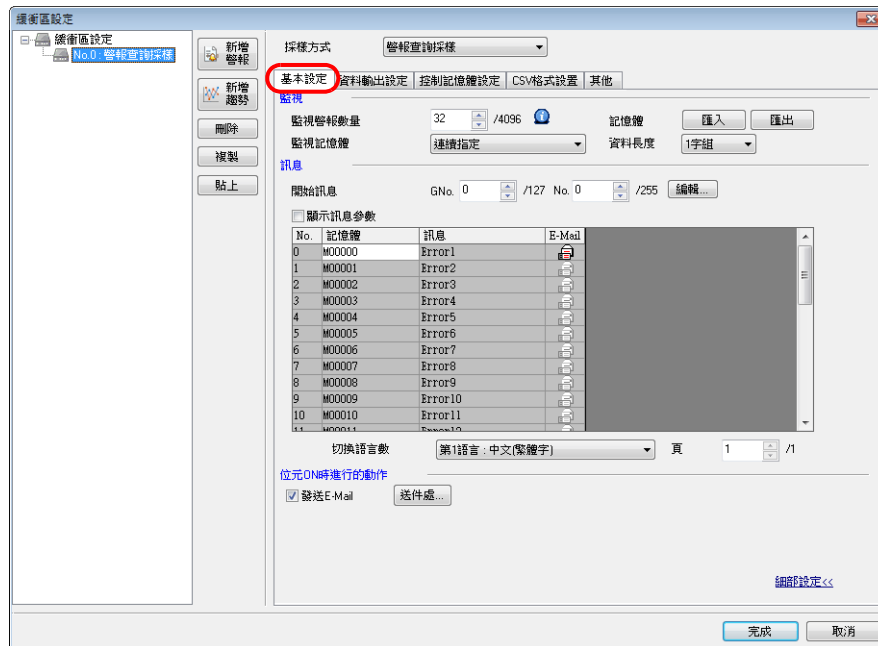 緩衝區設定
緩衝區設定
No.0 : 警報查詢採樣
新增
警報
新增
趨勢
刪除
複製
貼上
採樣方式 警報查詢採樣
基本設定 資料輸出設定 控制記憶體設定 CSV格式設置 其他
監視
監視警報數量 32 /4096 記憶體 匯入 匯出
監視記憶體 連續指定 資料長度 1字組
訊息
開始訊息 GNo. 0 /127 No. 0 /255 編輯...
顯示訊息參數
No. 記憶體 訊息 E-Mail
0 M00000 Error1
1 M00001 Error2
2 M00002 Error3
3 M00003 Error4
4 M00004 Error5
5 M00005 Error6
6 M00006 Error7
7 M00007 Error8
8 M00008 Error9
9 M00009 Error10
10 M00010 Error11
11 M00011 Error12
切換語言數 第1語言 : 中文(繁體字) 頁 1 /1
位元ON時進行的動作
發送E-Mail 送件處...
細部設定<<
完成 取消